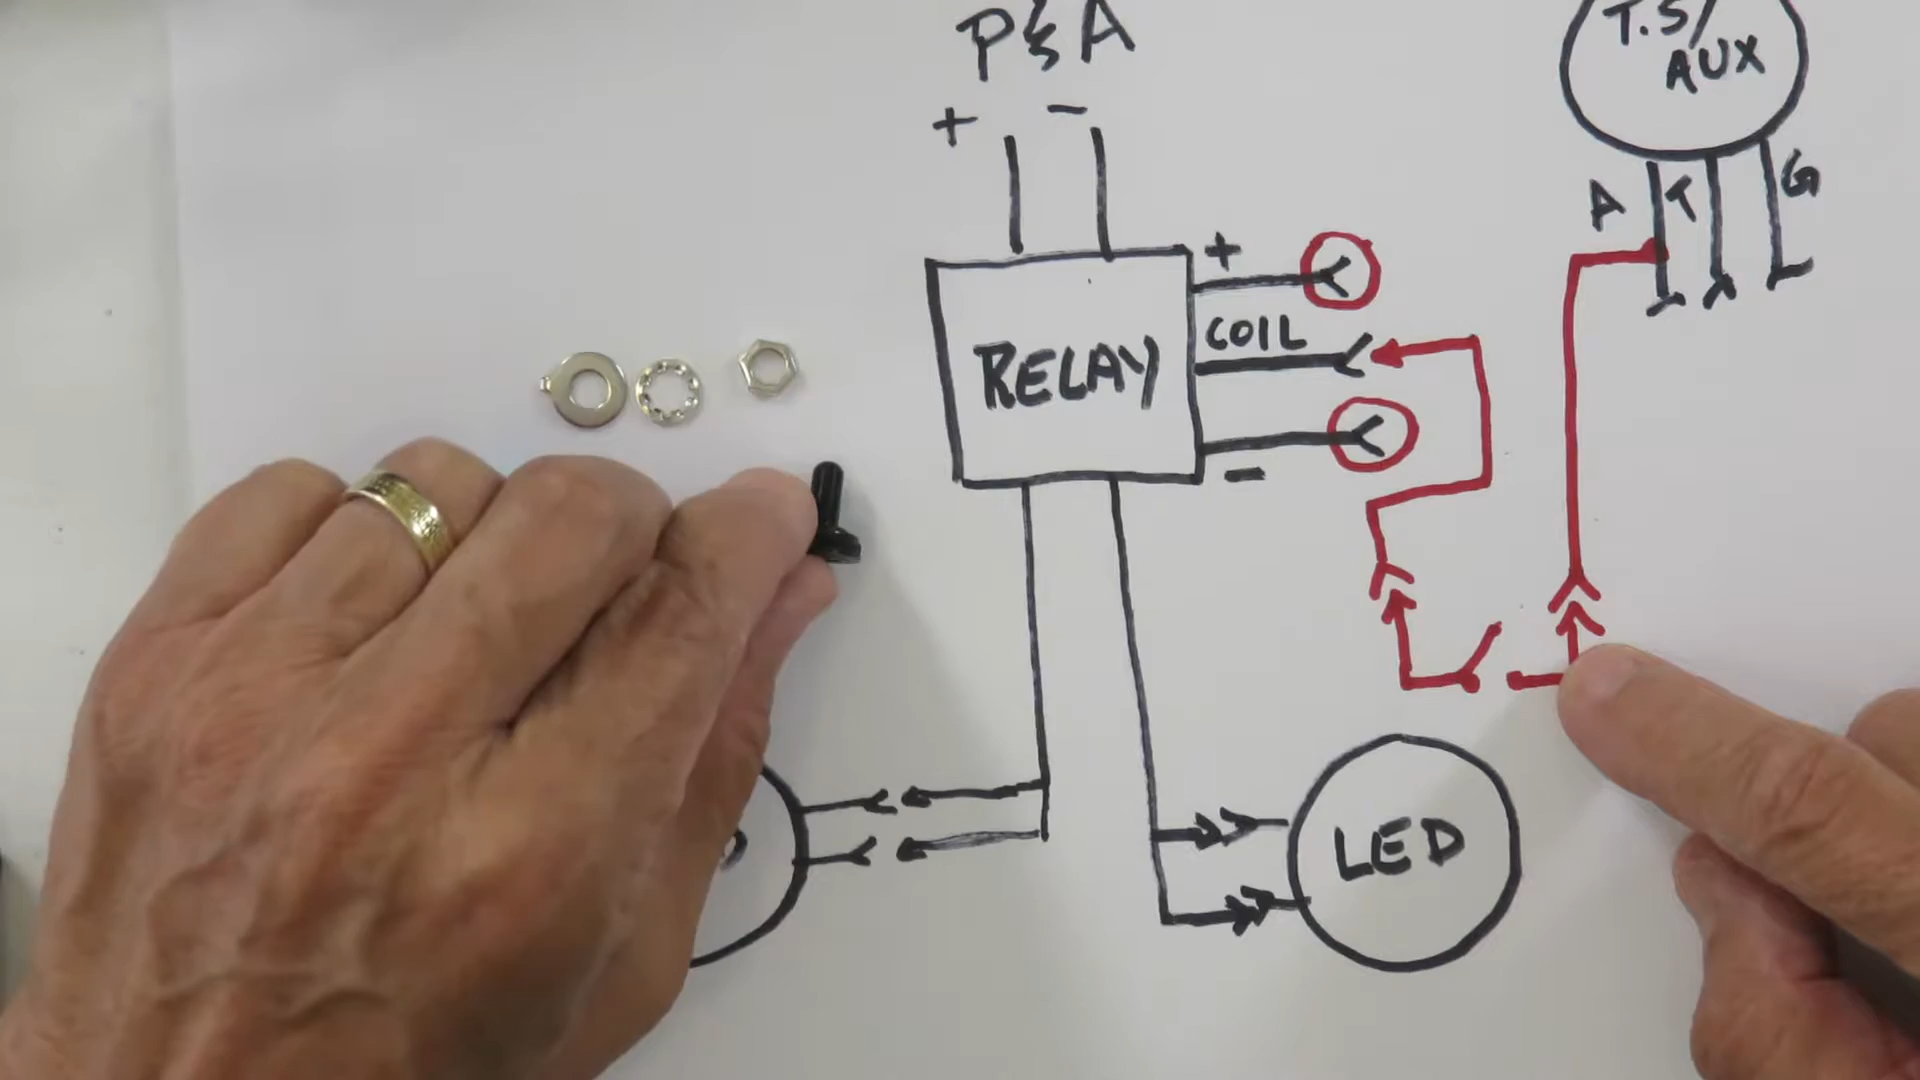 P&A
+ -
T.S/
AUX
A T G
+
COIL
RELAY
-
LED